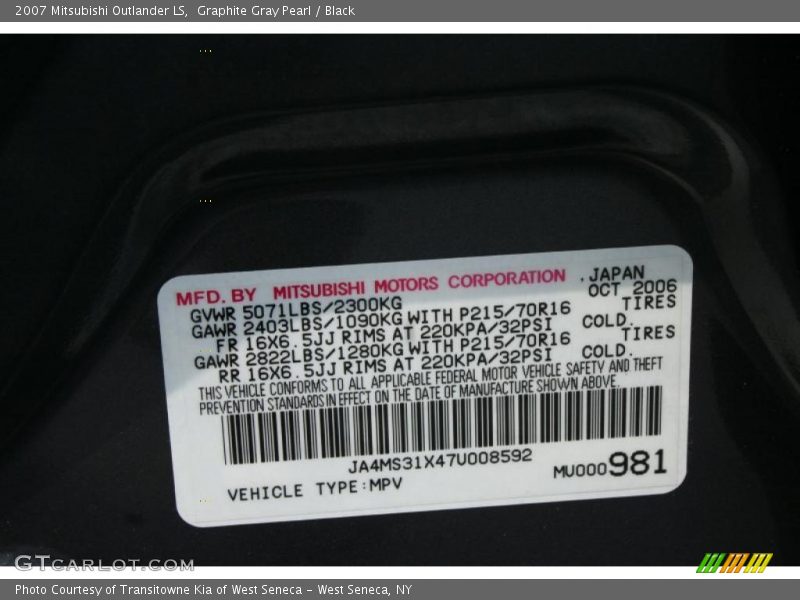 2007 Mitsubishi Outlander LS,  Graphite Gray Pearl / Black
MFD. BY MITSUBISHI MOTORS CORPORATION .JAPAN
GVWR 5071LBS/2300KG OCT 2006
GAWR 2403LBS/1090KG WITH P215/70R16 TIRES
FR 16X6.5JJ RIMS AT 220KPA/32PSI COLD.
GAWR 2822LBS/1280KG WITH P215/70R16 TIRES
RR 16X6.5JJ RIMS AT 220KPA/32PSI COLD.
THIS VEHICLE CONFORMS TO ALL APPLICABLE FEDERAL MOTOR VEHICLE SAFETY AND THEFT
PREVENTION STANDARDS IN EFFECT ON THE DATE OF MANUFACTURE SHOWN ABOVE.
JA4MS31X47U008592
VEHICLE TYPE:MPV MU000981
GTCARLOT.COM
Photo Courtesy of Transitowne Kia of West Seneca - West Seneca, NY